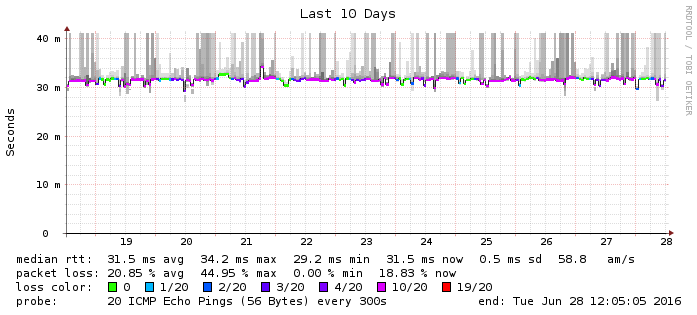 Last 10 Days
RRDTOOL / TOBI OETIKER
Seconds
40 m
30 m
20 m
10 m
0
19 20 21 22 23 24 25 26 27 28
median rtt: 31.5 ms avg 34.2 ms max 29.2 ms min 31.5 ms now 0.5 ms sd 58.8 am/s
packet loss: 20.85 % avg 44.95 % max 0.00 % min 18.83 % now
loss color: 0 1/20 2/20 3/20 4/20 10/20 19/20
probe: 20 ICMP Echo Pings (56 Bytes) every 300s end: Tue Jun 28 12:05:05 2016